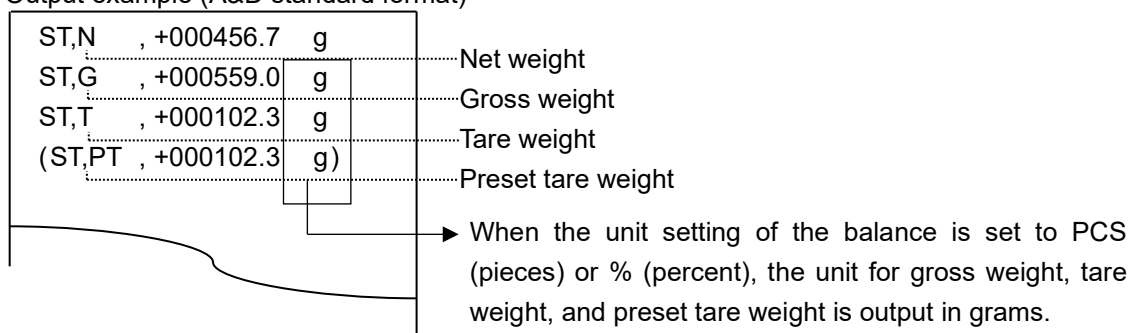 Output example (A&D standard format)
ST,N , +000456.7 g
Net weight
ST,G , +000559.0 g
Gross weight
ST,T , +000102.3 g
Tare weight
(ST,PT , +000102.3 g)
Preset tare weight
When the unit setting of the balance is set to PCS
(pieces) or % (percent), the unit for gross weight, tare
weight, and preset tare weight is output in grams.